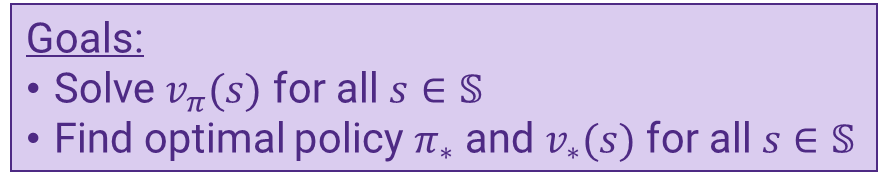 Goals:
• Solve 𝑣_𝜋(𝑠) for all 𝑠 ∈ 𝕊
• Find optimal policy 𝜋_* and 𝑣_*(𝑠) for all 𝑠 ∈ 𝕊